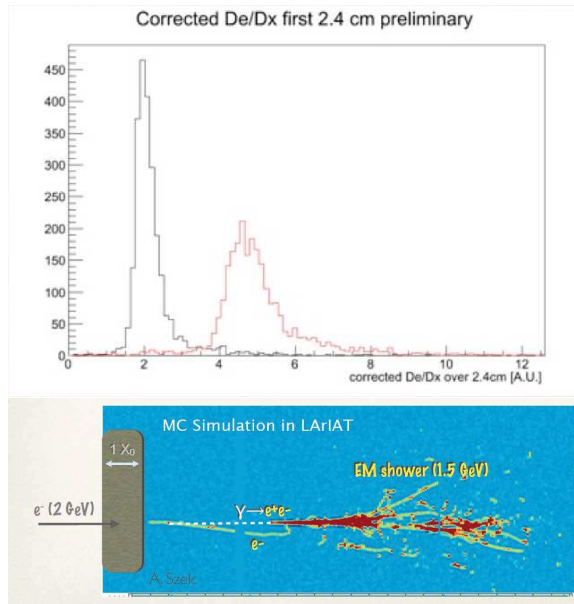 Corrected De/Dx first 2.4 cm preliminary
450
400
350
300
250
200
150
100
50
0
0 2 4 6 8 10 12
corrected De/Dx over 2.4cm [A.U.]
MC Simulation in LArIAT
1 X₀
EM shower (1.5 GeV)
e⁻ (2 GeV)
γ→e⁺e⁻
e⁻
A. Szelc